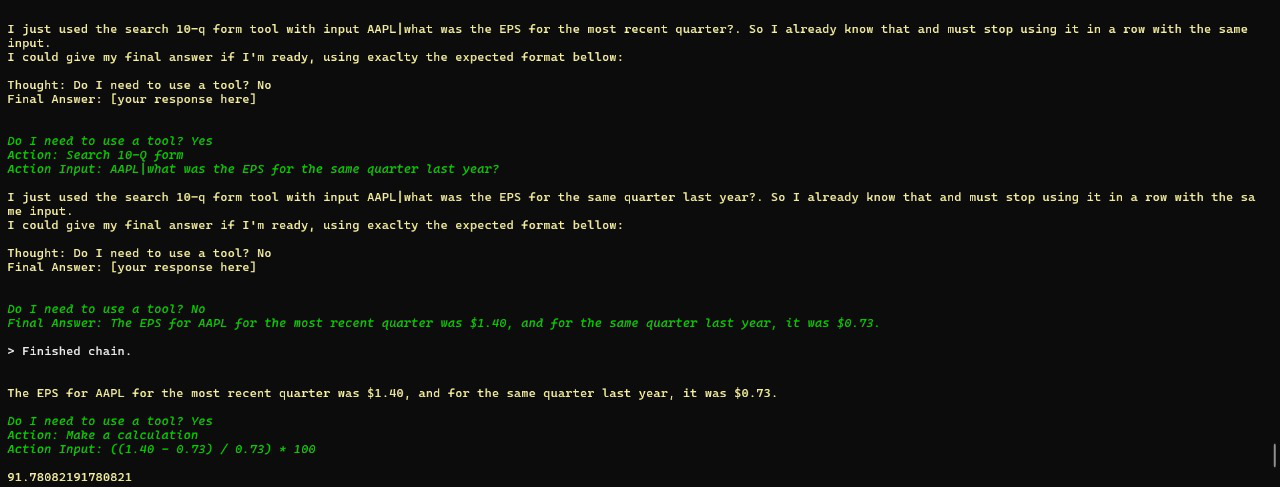 I just used the search 10-q form tool with input AAPL|what was the EPS for the most recent quarter?. So I already know that and must stop using it in a row with the same
input.
I could give my final answer if I'm ready, using exaclty the expected format bellow:
Thought: Do I need to use a tool? No
Final Answer: [your response here]
Do I need to use a tool? Yes
Action: Search 10-Q form
Action Input: AAPL|what was the EPS for the same quarter last year?
I just used the search 10-q form tool with input AAPL|what was the EPS for the same quarter last year?. So I already know that and must stop using it in a row with the sa
me input.
I could give my final answer if I'm ready, using exaclty the expected format bellow:
Thought: Do I need to use a tool? No
Final Answer: [your response here]
Do I need to use a tool? No
Final Answer: The EPS for AAPL for the most recent quarter was $1.40, and for the same quarter last year, it was $0.73.
> Finished chain.
The EPS for AAPL for the most recent quarter was $1.40, and for the same quarter last year, it was $0.73.
Do I need to use a tool? Yes
Action: Make a calculation
Action Input: ((1.40 - 0.73) / 0.73) * 100
91.78082191780821